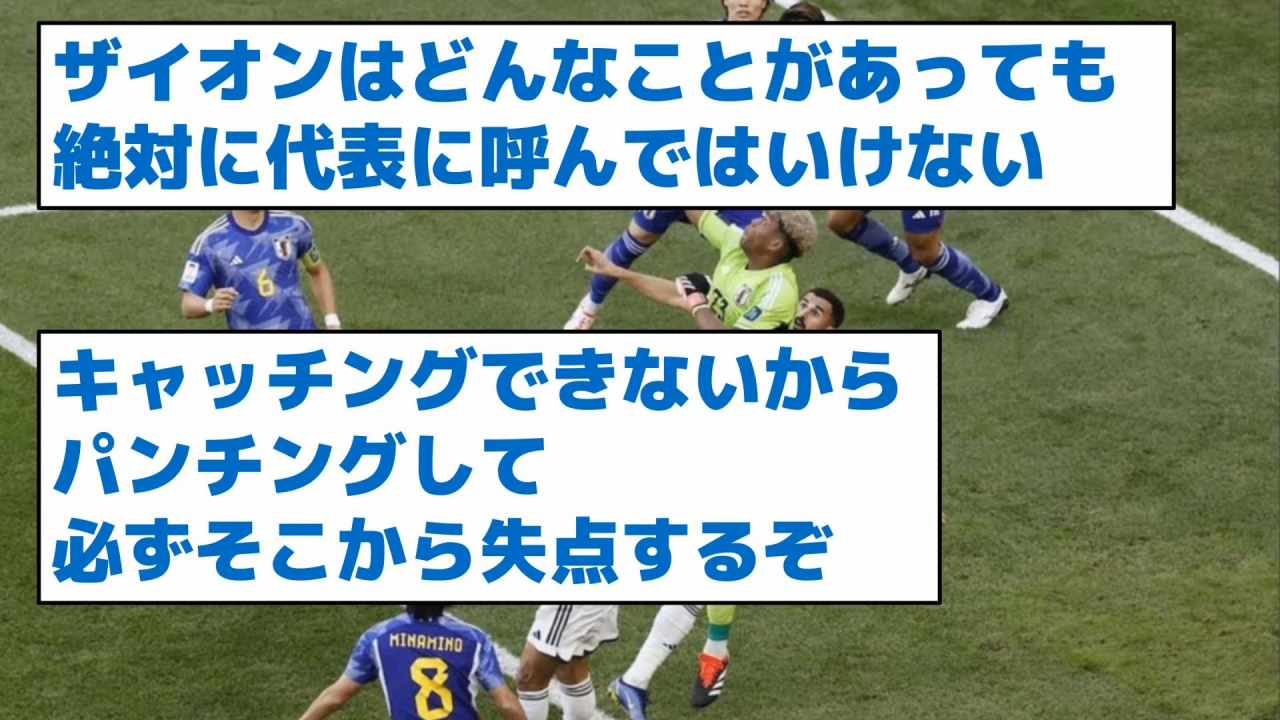 ザイオンはどんなことがあっても
絶対に代表に呼んではいけない
6
23
キャッチングできないから
パンチングして
必ずそこから失点するぞ
MINAMINO
8